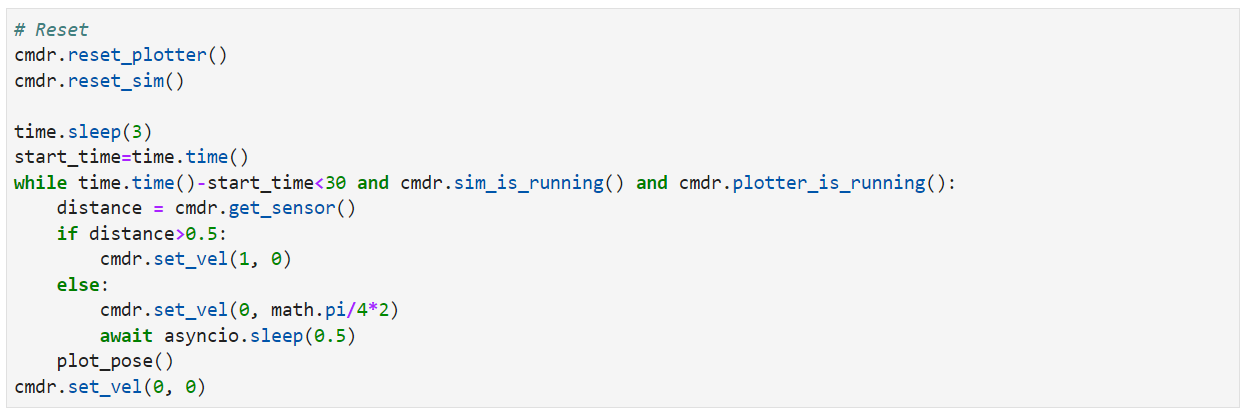 # Reset
cmdr.reset_plotter()
cmdr.reset_sim()

time.sleep(3)
start_time=time.time()
while time.time()-start_time<30 and cmdr.sim_is_running() and cmdr.plotter_is_running():
    distance = cmdr.get_sensor()
    if distance>0.5:
        cmdr.set_vel(1, 0)
    else:
        cmdr.set_vel(0, math.pi/4*2)
        await asyncio.sleep(0.5)
    plot_pose()
cmdr.set_vel(0, 0)